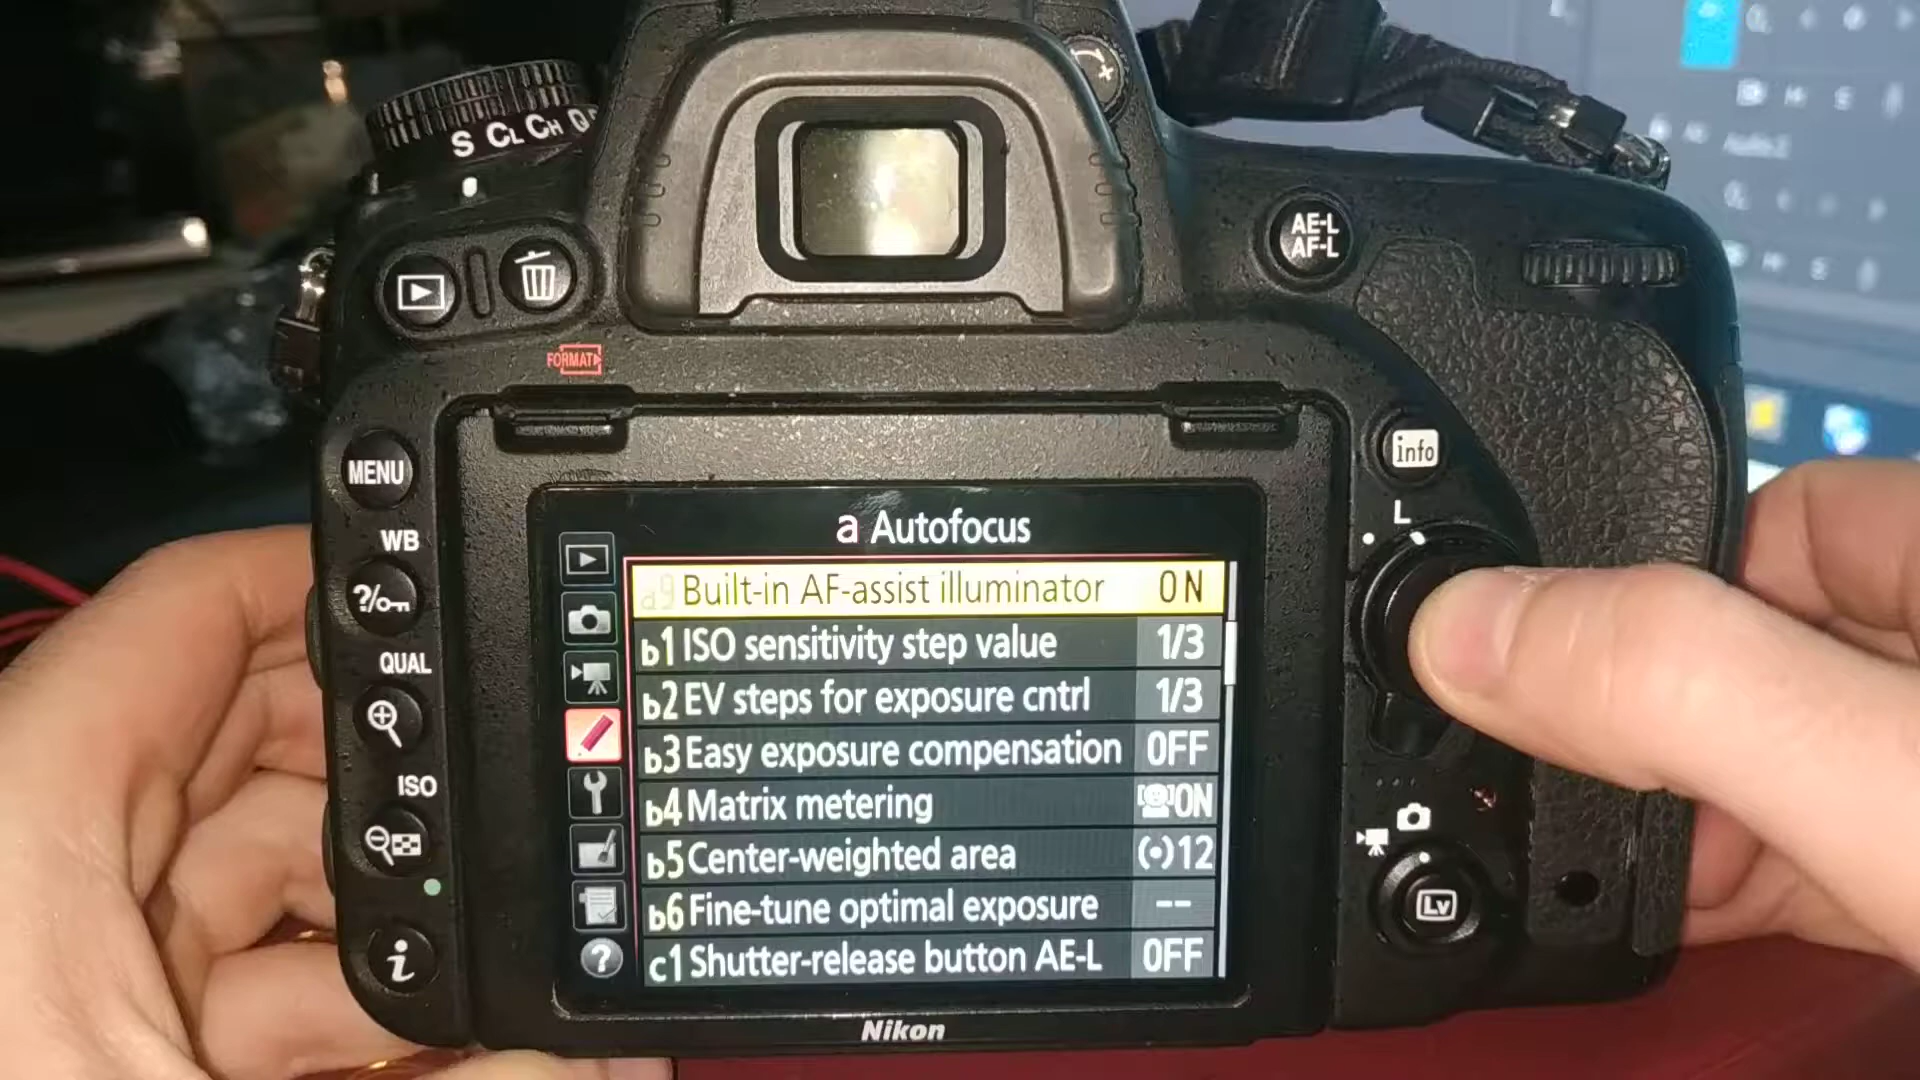 S CL CH Q
AE-L
AF-L
FORMAT
info
MENU
L
WB
?
QUAL
ISO
i
Lv
a Autofocus
a9 Built-in AF-assist illuminator ON
b1 ISO sensitivity step value 1/3
b2 EV steps for exposure cntrl 1/3
b3 Easy exposure compensation OFF
b4 Matrix metering ON
b5 Center-weighted area (•)12
b6 Fine-tune optimal exposure --
c1 Shutter-release button AE-L OFF
?
Nikon